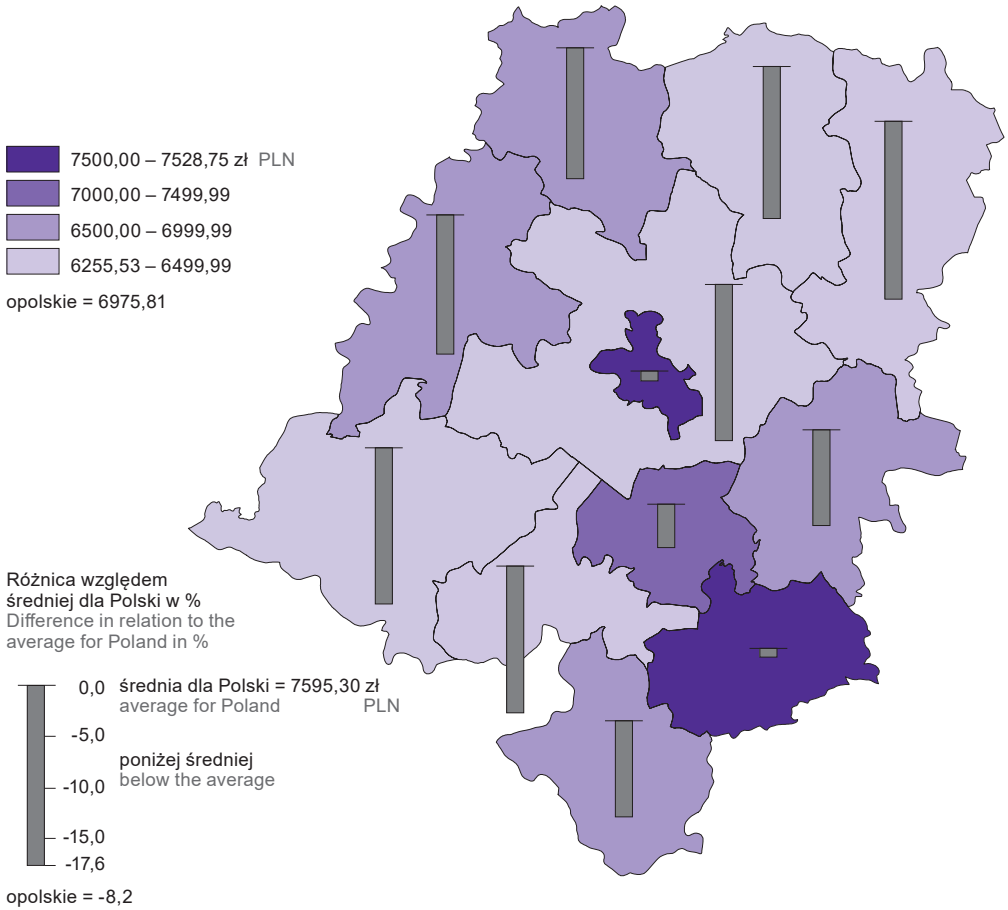 7500,00 – 7528,75 zł PLN
7000,00 – 7499,99
6500,00 – 6999,99
6255,53 – 6499,99
opolskie = 6975,81
Różnica względem
średniej dla Polski w %
Difference in relation to the
average for Poland in %
0,0
średnia dla Polski = 7595,30 zł
average for Poland PLN
-5,0
poniżej średniej
below the average
-10,0
-15,0
-17,6
opolskie = -8,2